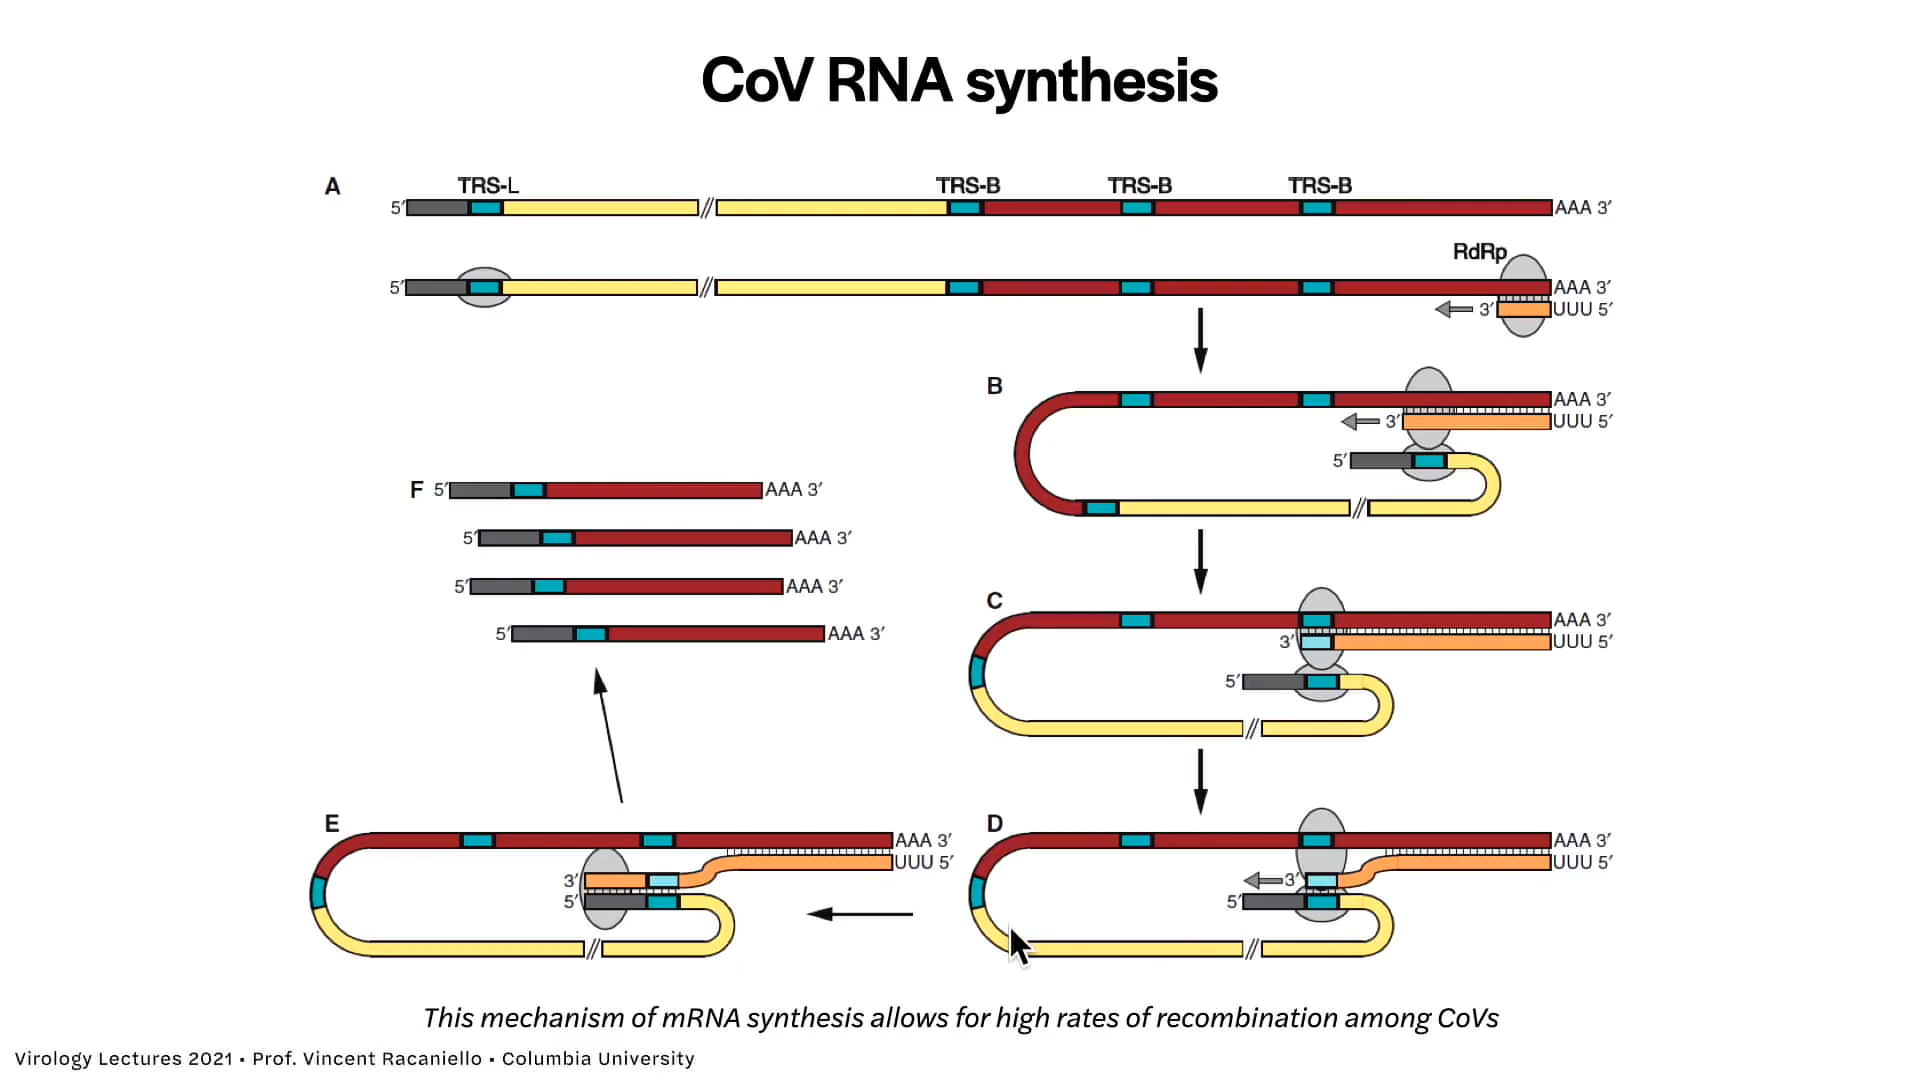 CoV RNA synthesis
A
TRS-L TRS-B TRS-B TRS-B
5′ AAA 3′
RdRp
5′ AAA 3′
3′ UUU 5′
B
AAA 3′
3′ UUU 5′
5′
C
AAA 3′
3′ UUU 5′
5′
F 5′ AAA 3′
5′ AAA 3′
5′ AAA 3′
5′ AAA 3′
E
AAA 3′
UUU 5′
3′
5′
D
AAA 3′
UUU 5′
3′
5′
This mechanism of mRNA synthesis allows for high rates of recombination among CoVs
Virology Lectures 2021 • Prof. Vincent Racaniello • Columbia University